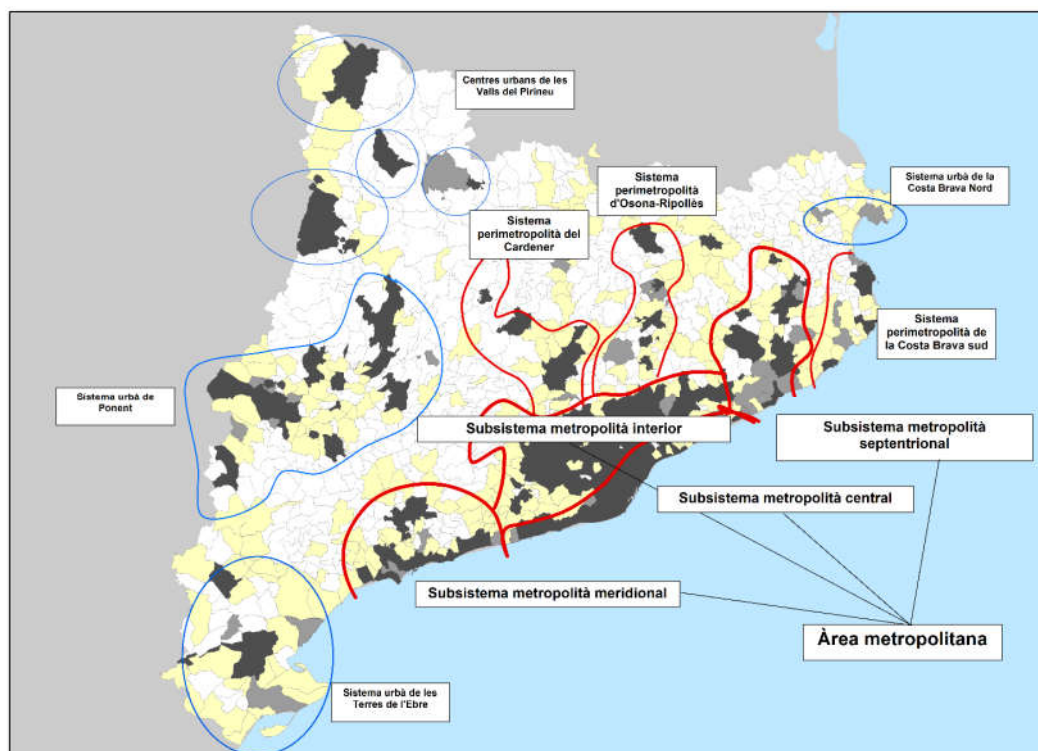 Centres urbans de les
Valls del Pirineu
Sistema
perimetropolità
d'Osona-Ripollès
Sistema urbà de la
Costa Brava Nord
Sistema
perimetropolità del
Cardener
Sistema
perimetropolità de
la Costa Brava sud
Sistema urbà de
Ponent
Subsistema metropolità interior
Subsistema metropolità
septentrional
Subsistema metropolità central
Subsistema metropolità meridional
Àrea metropolitana
Sistema urbà de les
Terres de l'Ebre